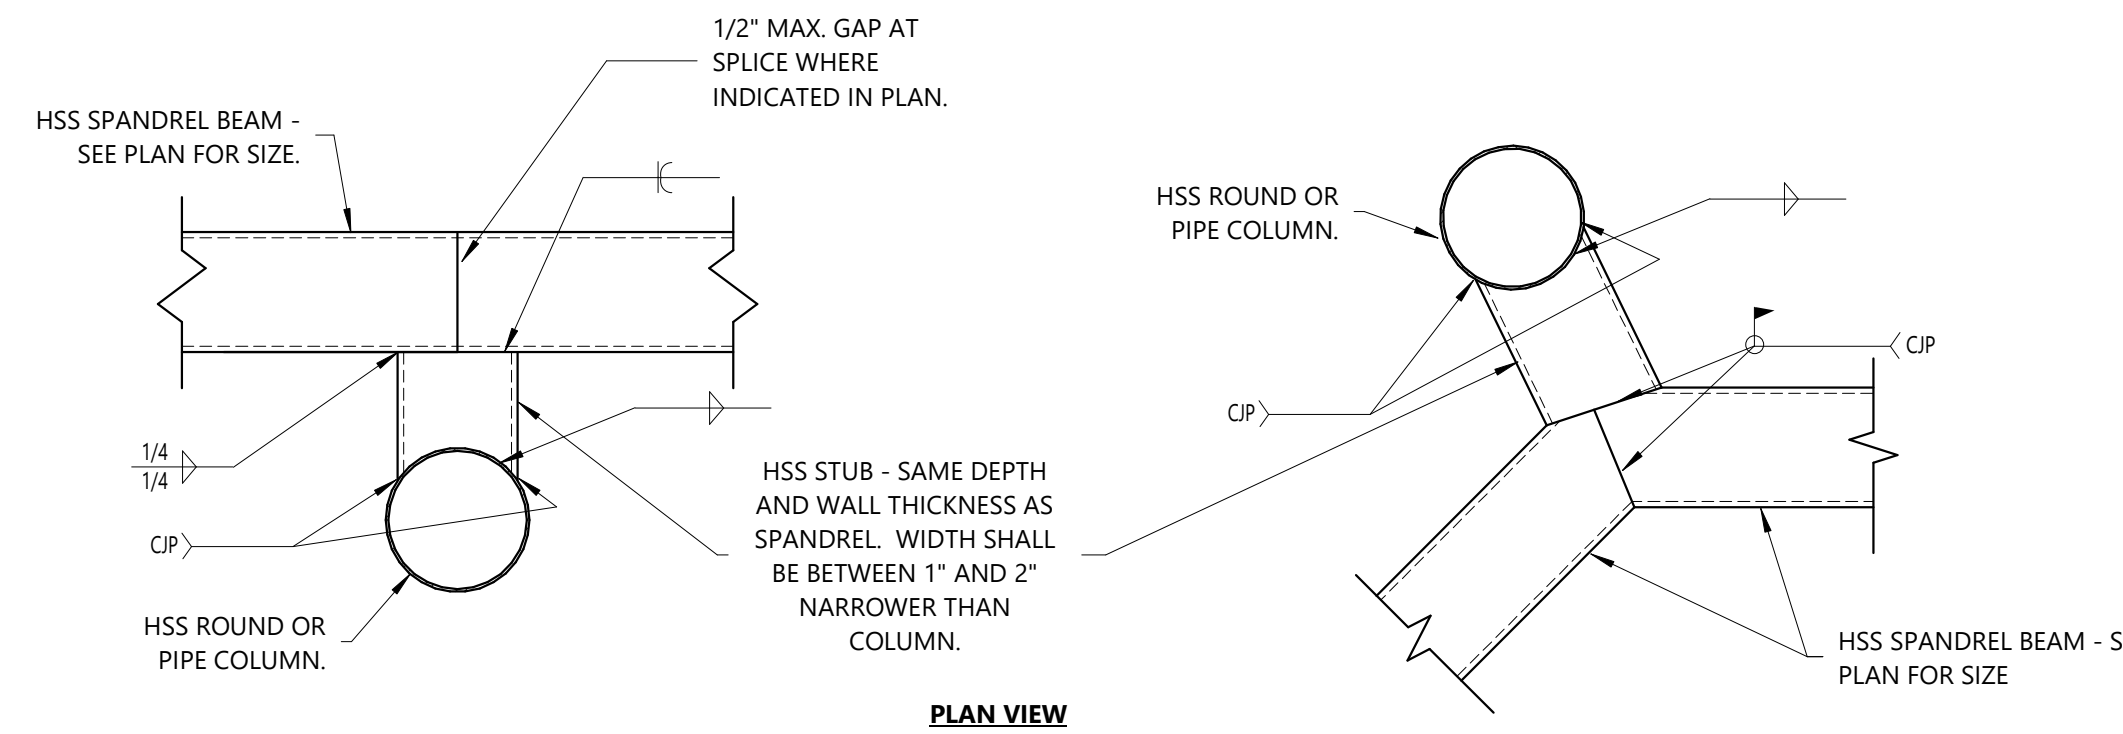 1/2" MAX. GAP AT
SPLICE WHERE
INDICATED IN PLAN.
HSS SPANDREL BEAM -
SEE PLAN FOR SIZE.
1/4
1/4
CJP
HSS ROUND OR
PIPE COLUMN.
HSS STUB - SAME DEPTH
AND WALL THICKNESS AS
SPANDREL. WIDTH SHALL
BE BETWEEN 1" AND 2"
NARROWER THAN
COLUMN.
HSS ROUND OR
PIPE COLUMN.
CJP
CJP
HSS SPANDREL BEAM - S
PLAN FOR SIZE
PLAN VIEW